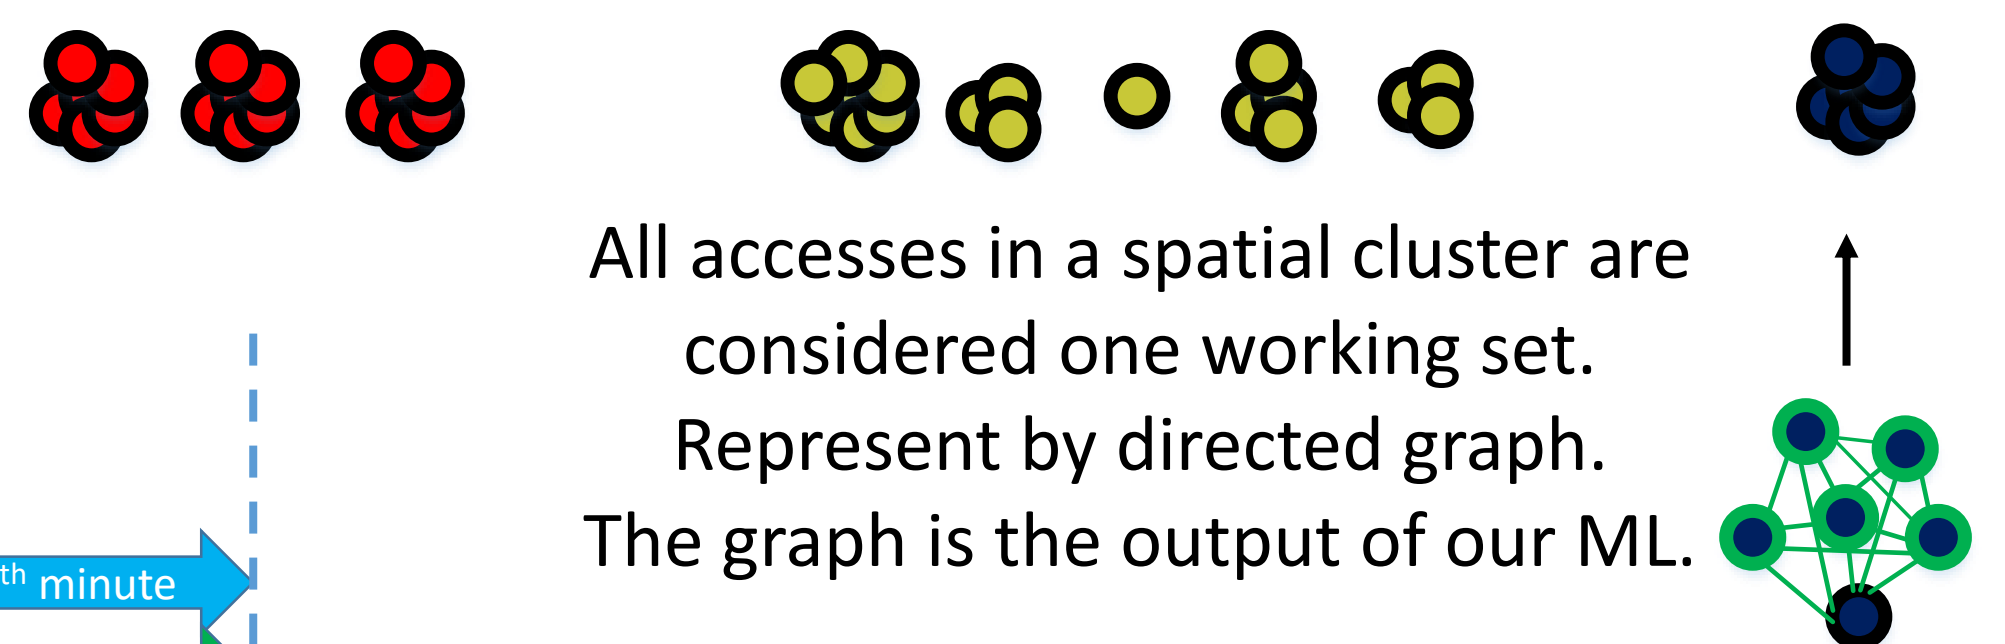 All accesses in a spatial cluster are
considered one working set.
Represent by directed graph.
The graph is the output of our ML.
th minute